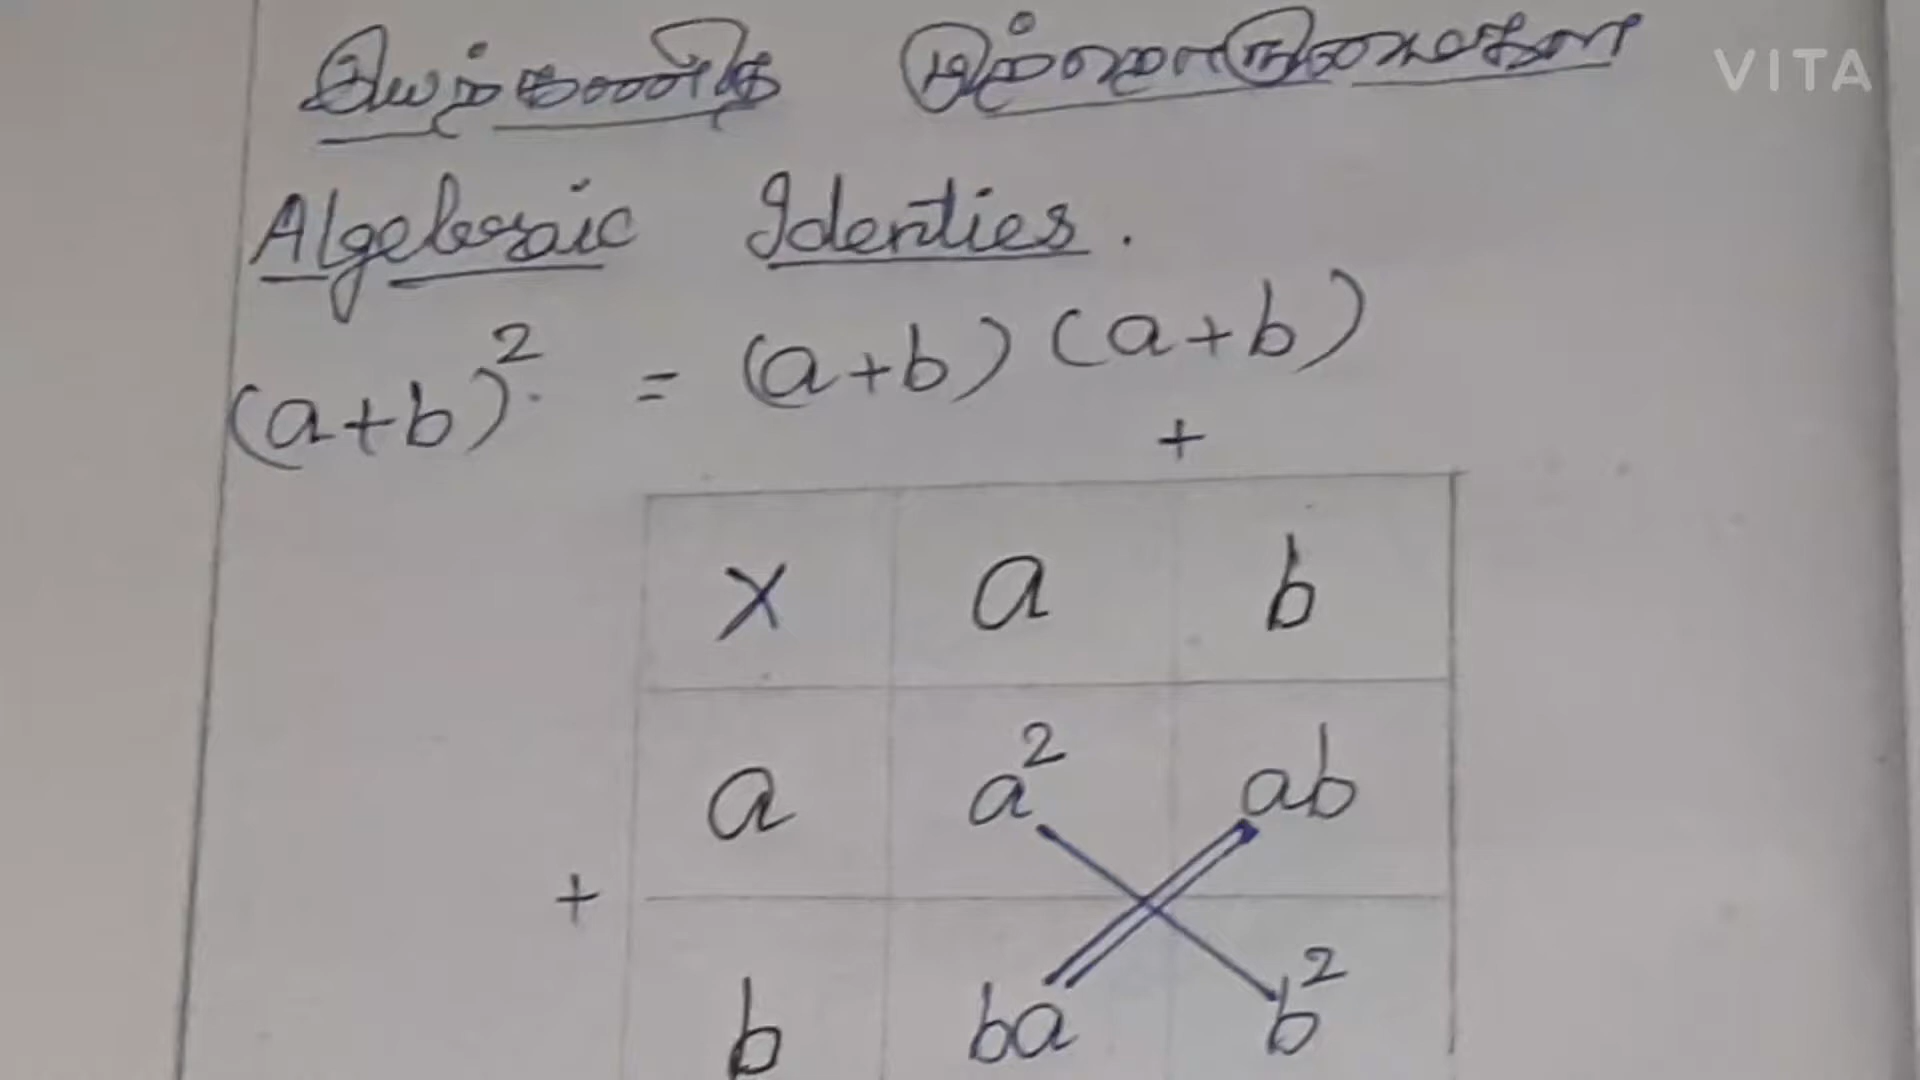 இயற்கணித முற்றொருமைகள்
VITA
Algebraic Identies.
(a+b)² = (a+b) (a+b)
+
X a b
a a² ab
+
b ba b²